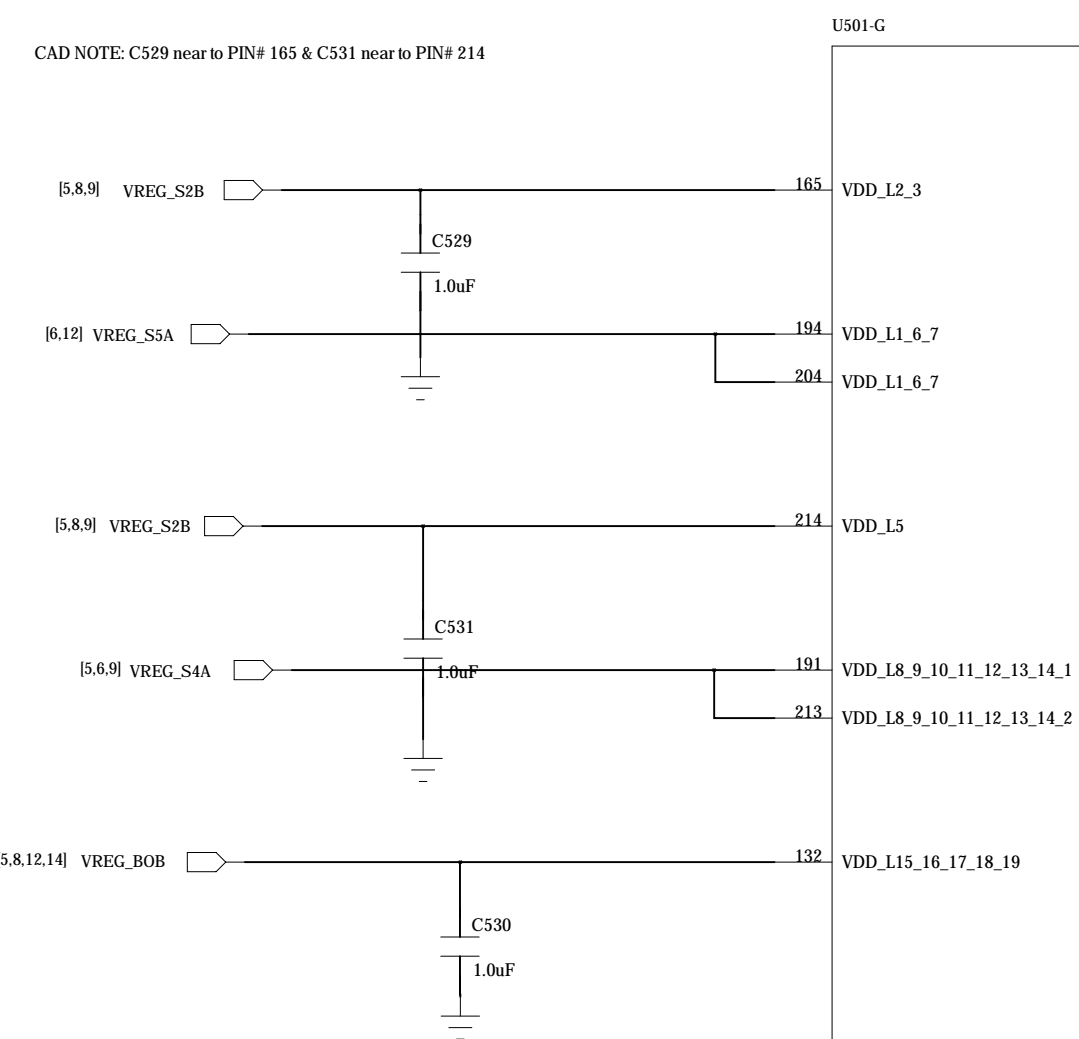 U501-G
CAD NOTE: C529 near to PIN# 165 & C531 near to PIN# 214
[5,8,9] VREG_S2B 165 VDD_L2_3
C529
1.0uF
[6,12] VREG_S5A 194 VDD_L1_6_7
204 VDD_L1_6_7
[5,8,9] VREG_S2B 214 VDD_L5
C531
[5,6,9] VREG_S4A 1.0uF 191 VDD_L8_9_10_11_12_13_14_1
213 VDD_L8_9_10_11_12_13_14_2
5,8,12,14] VREG_BOB 132 VDD_L15_16_17_18_19
C530
1.0uF